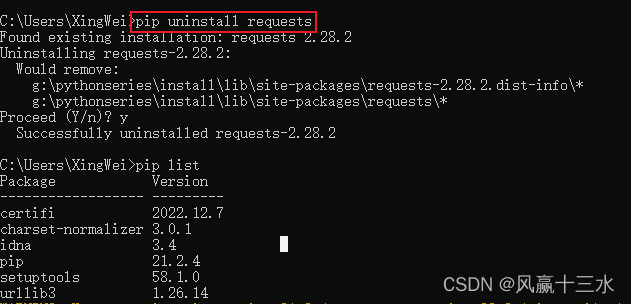 C:\Users\XingWei>pip uninstall requests
Found existing installation: requests 2.28.2
Uninstalling requests-2.28.2:
  Would remove:
    g:\pythonseries\install\lib\site-packages\requests-2.28.2.dist-info\*
    g:\pythonseries\install\lib\site-packages\requests\*
Proceed (Y/n)? y
  Successfully uninstalled requests-2.28.2
C:\Users\XingWei>pip list
Package            Version
------------------ ---------
certifi            2022.12.7
charset-normalizer 3.0.1
idna               3.4
pip                21.2.4
setuptools         58.1.0
urllib3            1.26.14
CSDN @风赢十三水